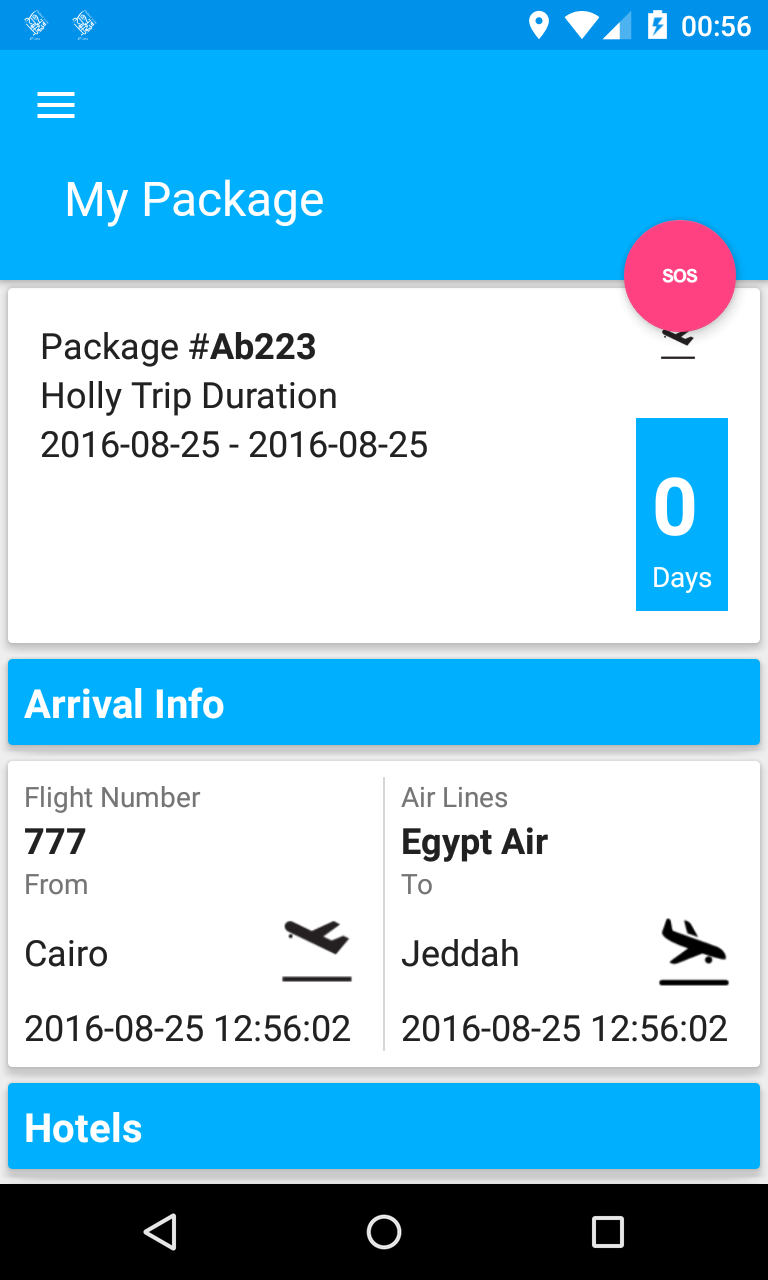 00:56
My Package
SOS
Package #Ab223
Holly Trip Duration
2016-08-25 - 2016-08-25
0
Days
Arrival Info
Flight Number
777
From
Cairo
2016-08-25 12:56:02
Air Lines
Egypt Air
To
Jeddah
2016-08-25 12:56:02
Hotels